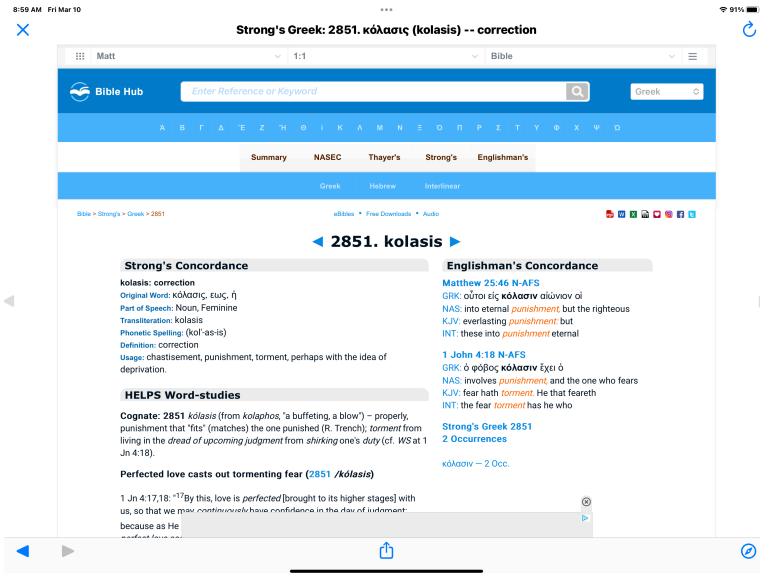 8:59 AM Fri Mar 10
91%
Strong's Greek: 2851. κόλασις (kolasis) -- correction
Matt
1:1
Bible
Bible Hub
Enter Reference or Keyword
Greek
Ἀ Β Γ Δ Ἐ Ζ Ἡ Θ Ἰ Κ Λ Μ Ν Ξ Ὀ Π Ρ Σ Τ Υ Φ Χ Ψ Ὠ
Summary NASEC Thayer's Strong's Englishman's
Greek Hebrew Interlinear
Bible > Strong's > Greek > 2851
eBibles • Free Downloads • Audio
◄ 2851. kolasis ►
Strong's Concordance
kolasis: correction
Original Word: κόλασις, εως, ἡ
Part of Speech: Noun, Feminine
Transliteration: kolasis
Phonetic Spelling: (kol'-as-is)
Definition: correction
Usage: chastisement, punishment, torment, perhaps with the idea of
deprivation.
HELPS Word-studies
Cognate: 2851 kólasis (from kolaphos, "a buffeting, a blow") – properly,
punishment that "fits" (matches) the one punished (R. Trench); torment from
living in the dread of upcoming judgment from shirking one's duty (cf. WS at 1
Jn 4:18).
Perfected love casts out tormenting fear (2851 /kólasis)
1 Jn 4:17,18: "17By this, love is perfected [brought to its higher stages] with
us, so that we may continuously have confidence in the day of judgment;
because as He
perfect love
Englishman's Concordance
Matthew 25:46 N-AFS
GRK: οὗτοι εἰς κόλασιν αἰώνιον οἱ
NAS: into eternal punishment, but the righteous
KJV: everlasting punishment: but
INT: these into punishment eternal
1 John 4:18 N-AFS
GRK: ὁ φόβος κόλασιν ἔχει ὁ
NAS: involves punishment, and the one who fears
KJV: fear hath torment. He that feareth
INT: the fear torment has he who
Strong's Greek 2851
2 Occurrences
κόλασιν — 2 Occ.